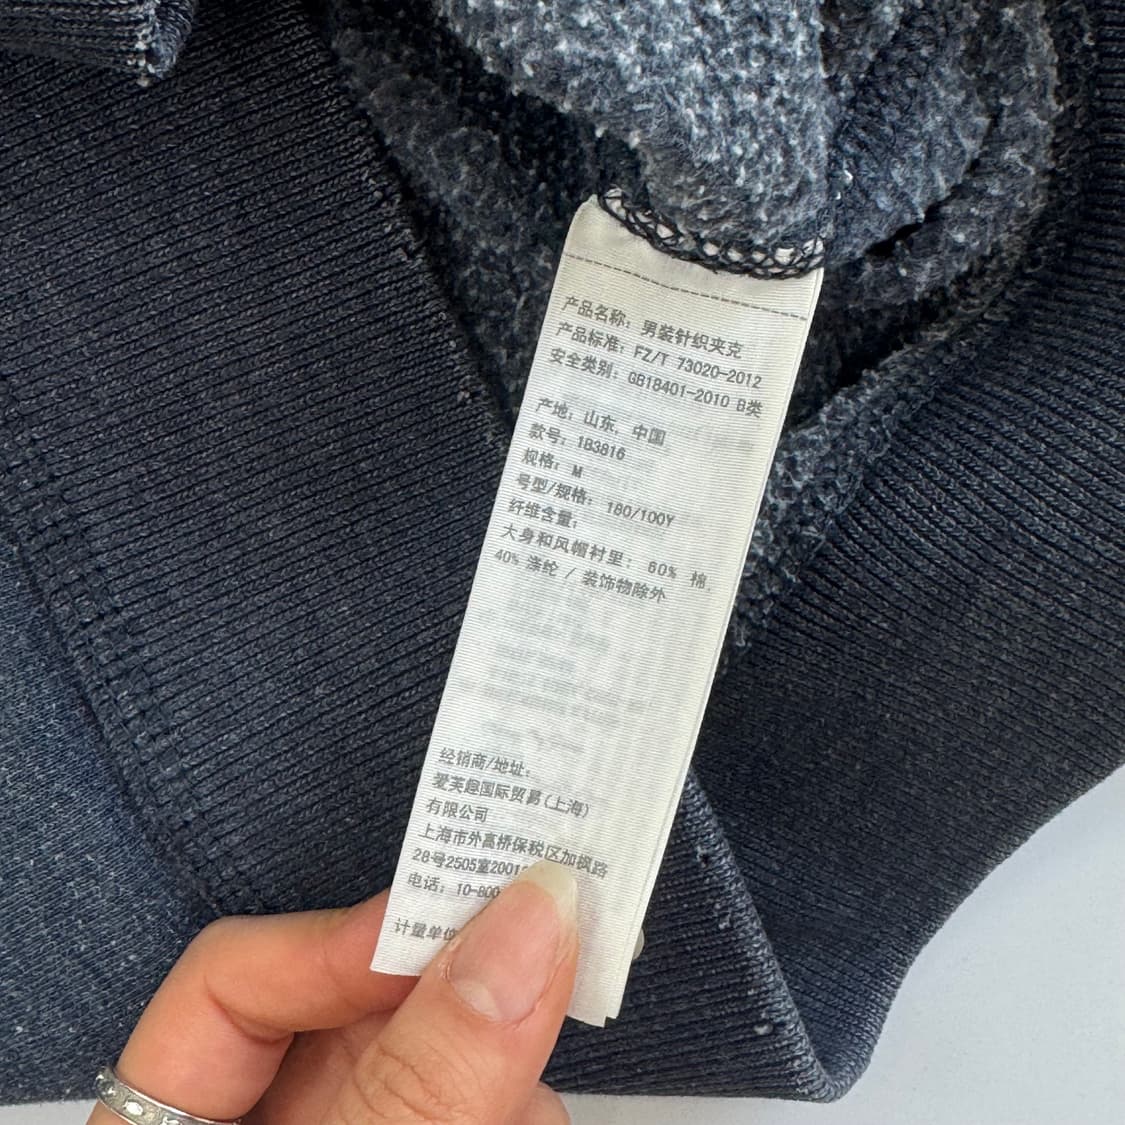 产品名称: 男装针织夹克
产品标准: FZ/T 73020-2012
安全类别: GB18401-2010 B类
产地: 山东, 中国
款号: 1B3816
规格: M
号型/规格: 180/100Y
纤维含量:
大身和风帽衬里: 60% 棉,
40% 涤纶 / 装饰物除外
经销商/地址:
爱芙趣国际贸易(上海)
有限公司
上海市外高桥保税区加枫路
28号2505室2001
电话: 10-800
计量单位